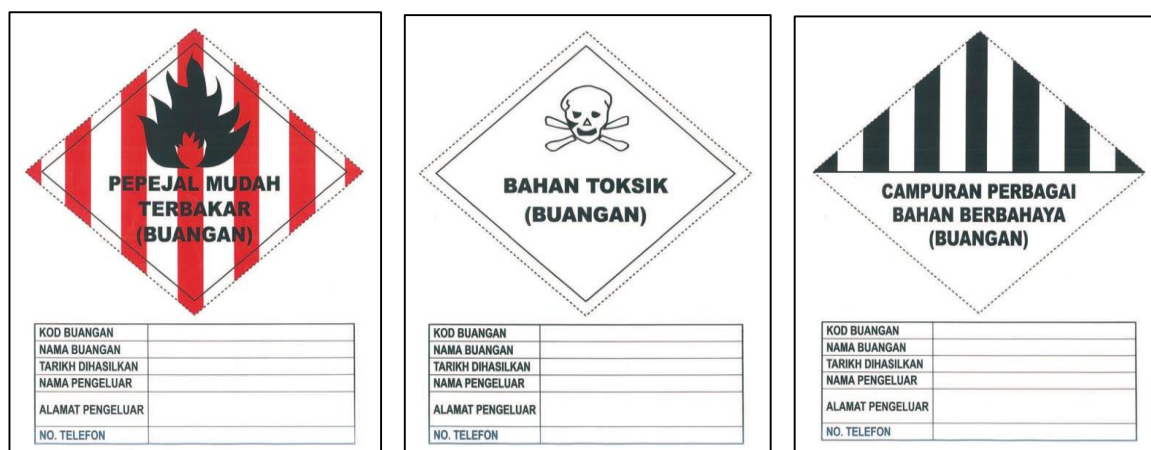 PEPEJAL MUDAH
TERBAKAR
(BUANGAN)
KOD BUANGAN
NAMA BUANGAN
TARIKH DIHASILKAN
NAMA PENGELUAR
ALAMAT PENGELUAR
NO. TELEFON
BAHAN TOKSIK
(BUANGAN)
KOD BUANGAN
NAMA BUANGAN
TARIKH DIHASILKAN
NAMA PENGELUAR
ALAMAT PENGELUAR
NO. TELEFON
CAMPURAN PERBAGAI
BAHAN BERBAHAYA
(BUANGAN)
KOD BUANGAN
NAMA BUANGAN
TARIKH DIHASILKAN
NAMA PENGELUAR
ALAMAT PENGELUAR
NO. TELEFON